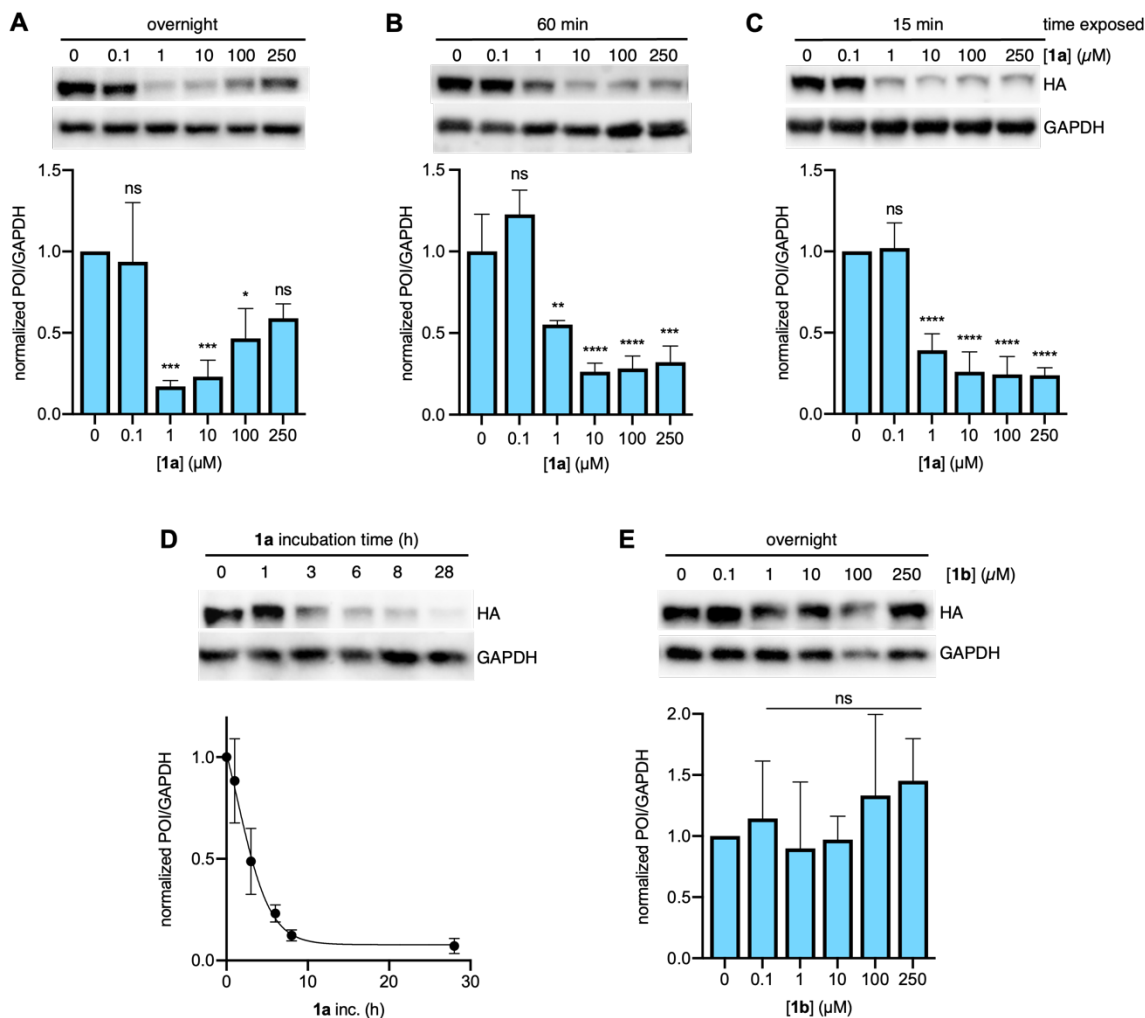 A
overnight
0 0.1 1 10 100 250
normalized POI/GAPDH
1.5
1.0
0.5
0.0
ns
***
***
*
ns
0 0.1 1 10 100 250
[1a] (µM)
B
60 min
0 0.1 1 10 100 250
normalized POI/GAPDH
1.5
1.0
0.5
0.0
ns
**
****
****
***
0 0.1 1 10 100 250
[1a] (µM)
C
15 min time exposed
0 0.1 1 10 100 250 [1a] (µM)
HA
GAPDH
normalized POI/GAPDH
1.5
1.0
0.5
0.0
ns
****
****
****
****
0 0.1 1 10 100 250
[1a] (µM)
D
1a incubation time (h)
0 1 3 6 8 28
HA
GAPDH
normalized POI/GAPDH
1.0
0.5
0.0
0 10 20 30
1a inc. (h)
E
overnight
0 0.1 1 10 100 250 [1b] (µM)
HA
GAPDH
normalized POI/GAPDH
2.0
1.5
1.0
0.5
0.0
ns
0 0.1 1 10 100 250
[1b] (µM)